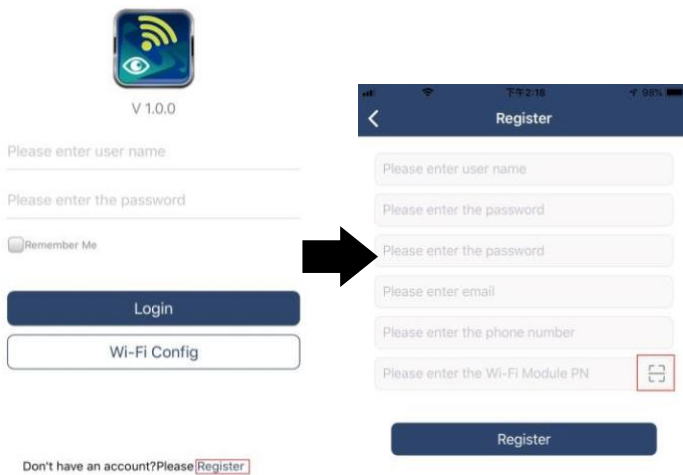 V 1.0.0
Please enter user name
Please enter the password
Remember Me
Login
Wi-Fi Config
Don't have an account?Please Register
下午2:18
98%
Register
Please enter user name
Please enter the password
Please enter the password
Please enter email
Please enter the phone number
Please enter the Wi-Fi Module PN
Register